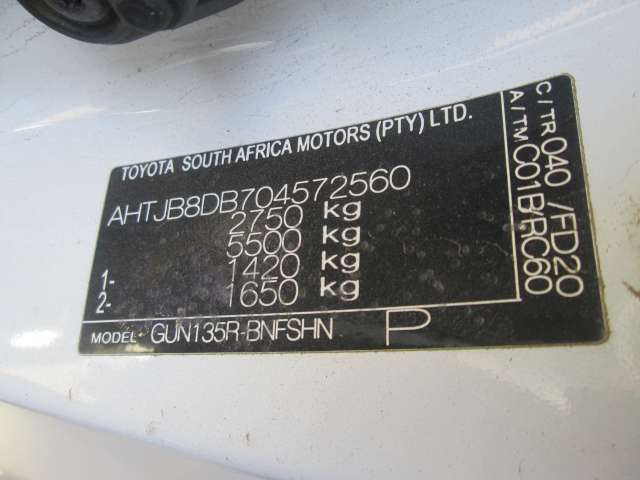 TOYOTA SOUTH AFRICA MOTORS (PTY) LTD.
AHTJB8DB704572560
2750 kg
5500 kg
1- 1420 kg
2- 1650 kg
MODEL: GUN135R-BNFSHN P
C/TR 040 /FD20
A/TM C01B/RC60